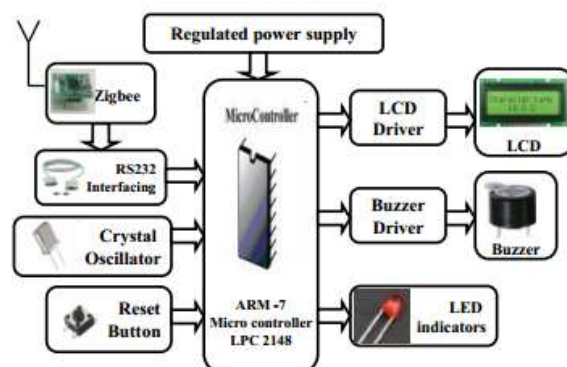 Regulated power supply
Zigbee
RS232
Interfacing
Crystal
Oscillator
Reset
Button
MicroController
ARM -7
Micro controller
LPC 2148
LCD
Driver
LCD
Buzzer
Driver
Buzzer
LED
indicators